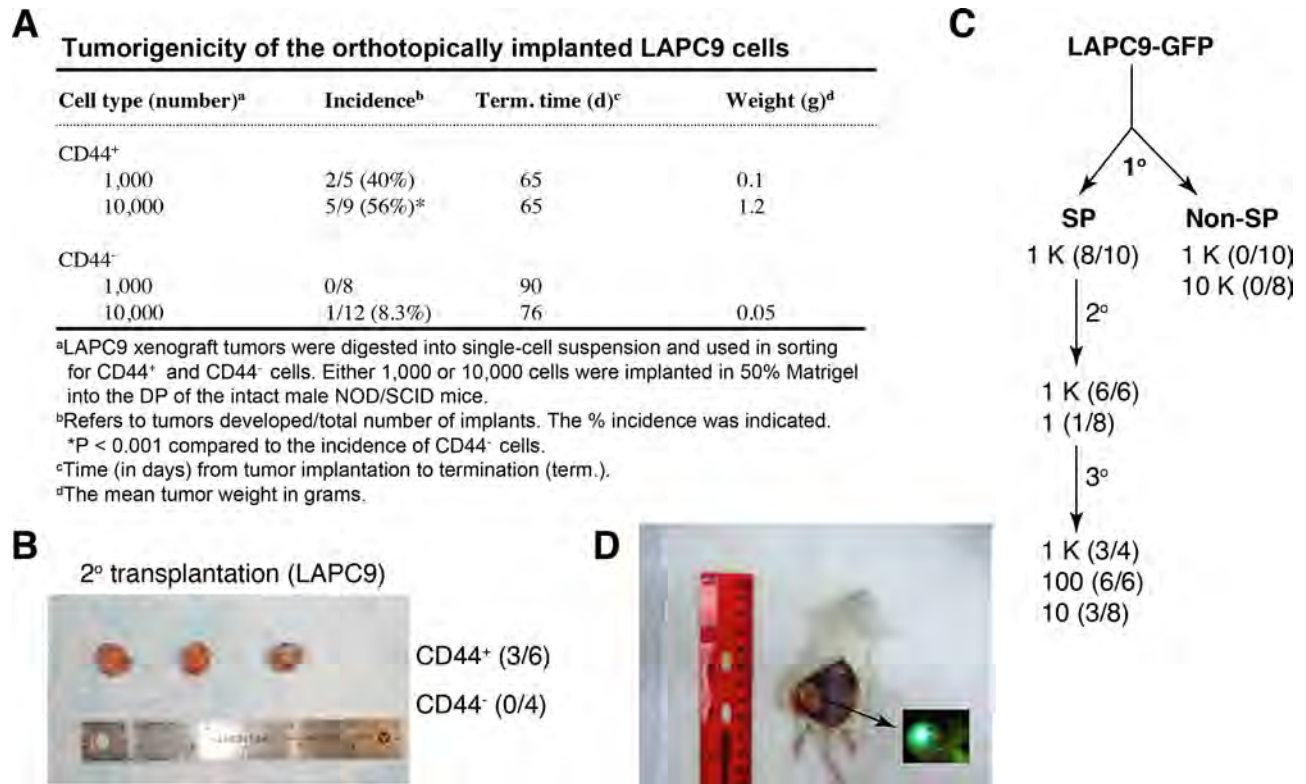 A
Tumorigenicity of the orthotopically implanted LAPC9 cells
Cell type (number)a Incidenceb Term. time (d)c Weight (g)d
CD44+
1,000 2/5 (40%) 65 0.1
10,000 5/9 (56%)* 65 1.2
CD44-
1,000 0/8 90
10,000 1/12 (8.3%) 76 0.05
aLAPC9 xenograft tumors were digested into single-cell suspension and used in sorting
for CD44+ and CD44- cells. Either 1,000 or 10,000 cells were implanted in 50% Matrigel
into the DP of the intact male NOD/SCID mice.
bRefers to tumors developed/total number of implants. The % incidence was indicated.
*P < 0.001 compared to the incidence of CD44- cells.
cTime (in days) from tumor implantation to termination (term.).
dThe mean tumor weight in grams.
B
2o transplantation (LAPC9)
CD44+ (3/6)
CD44- (0/4)
C
LAPC9-GFP
1o
SP Non-SP
1 K (8/10) 1 K (0/10)
10 K (0/8)
2o
1 K (6/6)
1 (1/8)
3o
1 K (3/4)
100 (6/6)
10 (3/8)
D